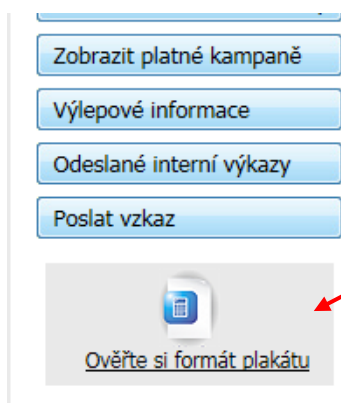 Zobrazit platné kampaně
Výlepové informace
Odeslané interní výkazy
Poslat vzkaz
Ověřte si formát plakátu